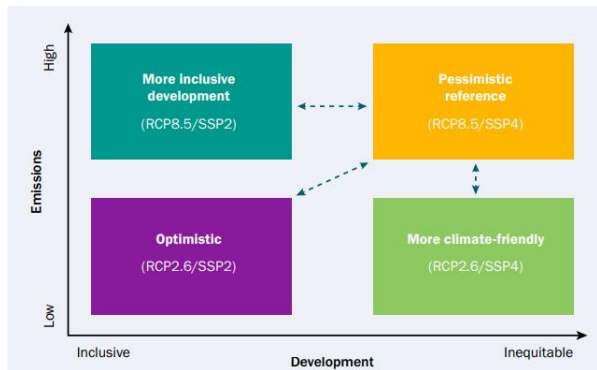 High
More inclusive
development
(RCP8.5/SSP2)
Pessimistic
reference
(RCP8.5/SSP4)
Emissions
Optimistic
(RCP2.6/SSP2)
More climate-friendly
(RCP2.6/SSP4)
Low
Inclusive
Development
Inequitable